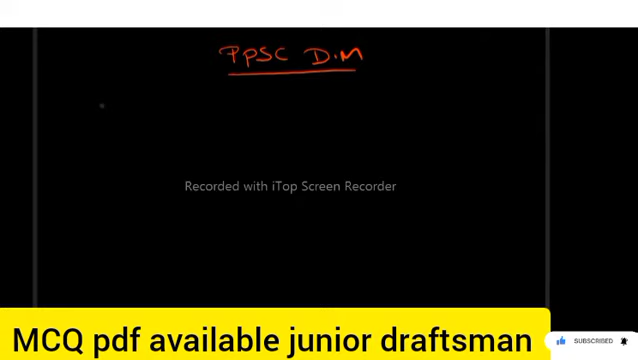 PPSC D.M
Recorded with iTop Screen Recorder
MCQ pdf available junior draftsman
SUBSCRIBED